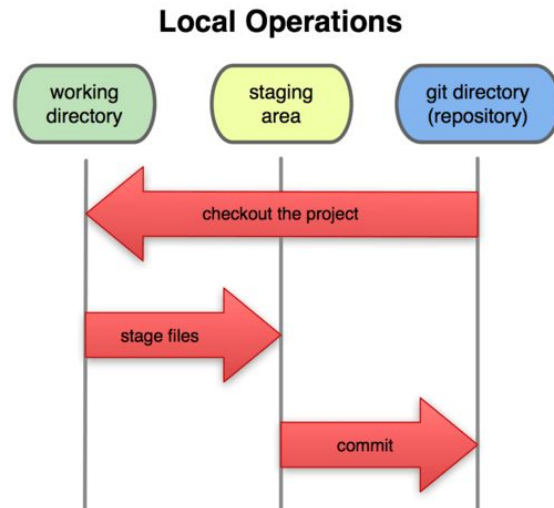 Local Operations
working
directory
staging
area
git directory
(repository)
checkout the project
stage files
commit